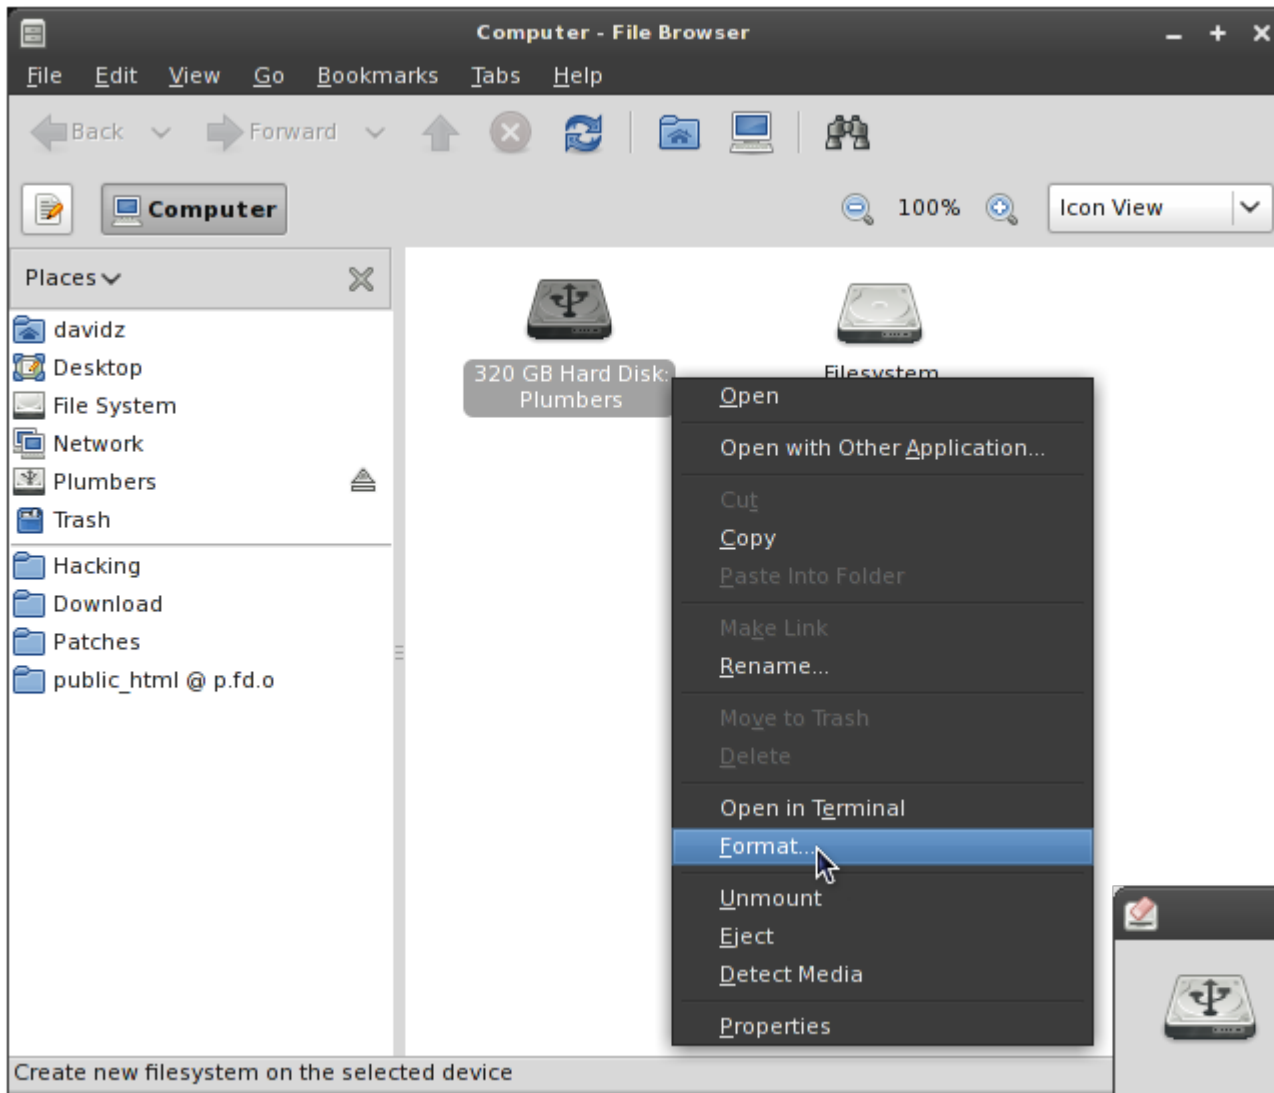 Computer - File Browser
File Edit View Go Bookmarks Tabs Help
Back Forward
Computer 100% Icon View
Places
davidz
Desktop
File System
Network
Plumbers
Trash
Hacking
Download
Patches
public_html @ p.fd.o
320 GB Hard Disk:
Plumbers
Filesystem
Open
Open with Other Application...
Cut
Copy
Paste Into Folder
Make Link
Rename...
Move to Trash
Delete
Open in Terminal
Format...
Unmount
Eject
Detect Media
Properties
Create new filesystem on the selected device